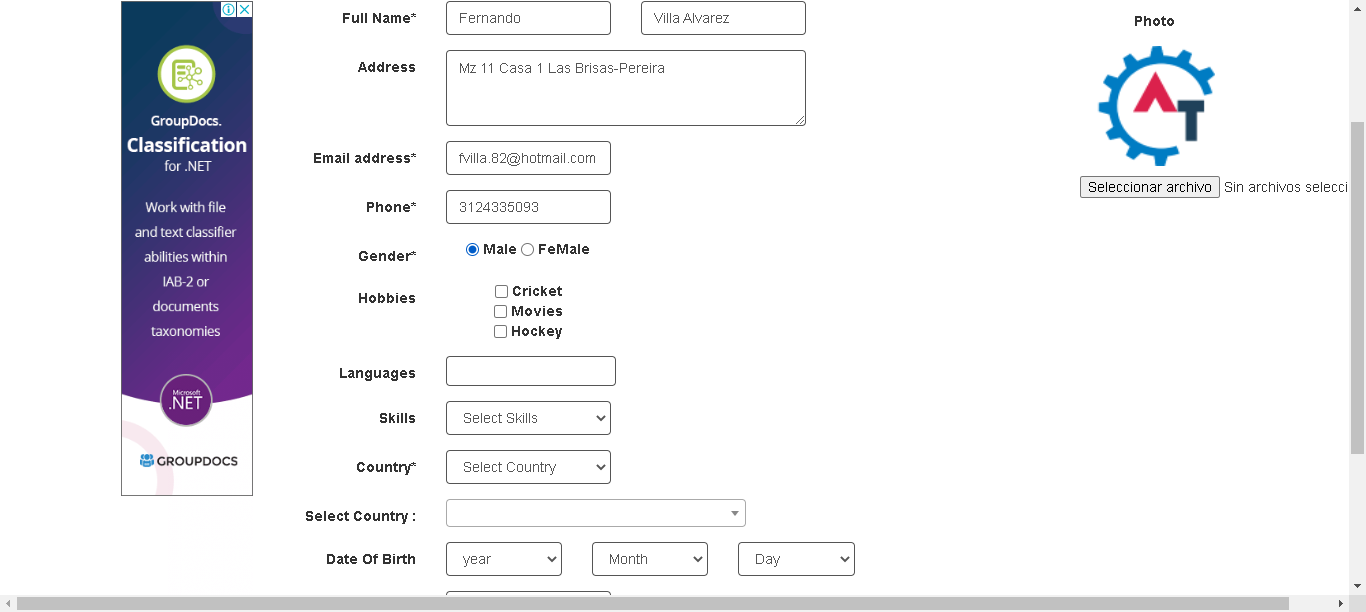 GroupDocs.
Classification
for .NET
Work with file
and text classifier
abilities within
IAB-2 or
documents
taxonomies
Microsoft
.NET
GROUPDOCS
Full Name* Fernando Villa Alvarez
Address Mz 11 Casa 1 Las Brisas-Pereira
Email address* fvilla.82@hotmail.com
Phone* 3124335093
Gender* Male FeMale
Hobbies Cricket
Movies
Hockey
Languages
Skills Select Skills
Country* Select Country
Select Country :
Date Of Birth year Month Day
Photo
AT
Seleccionar archivo Sin archivos selecci